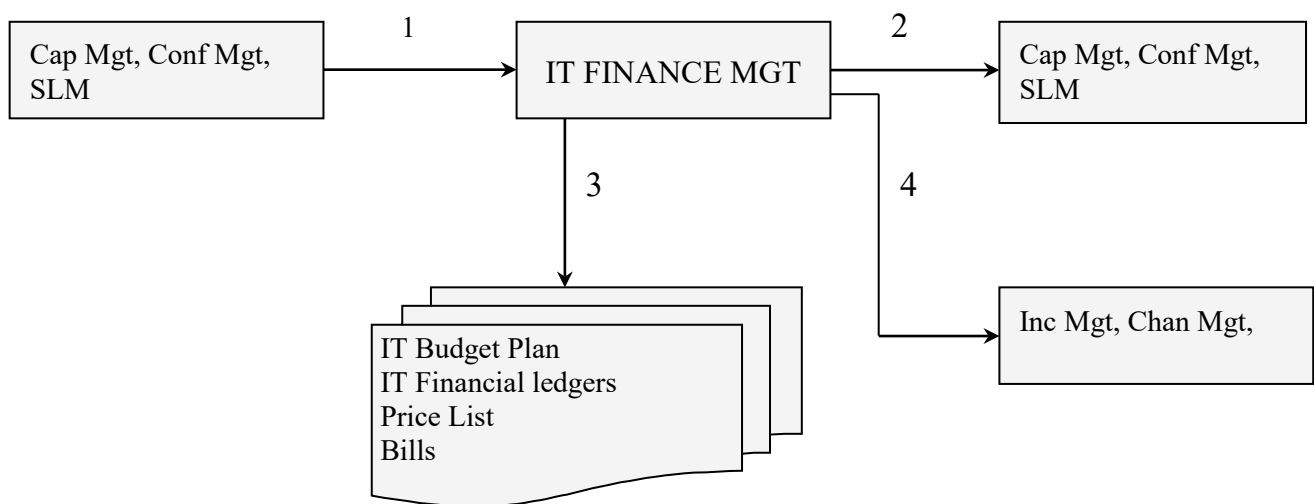 1
2
Cap Mgt, Conf Mgt,
SLM
IT FINANCE MGT
Cap Mgt, Conf Mgt,
SLM
3
4
Inc Mgt, Chan Mgt,
IT Budget Plan
IT Financial ledgers
Price List
Bills